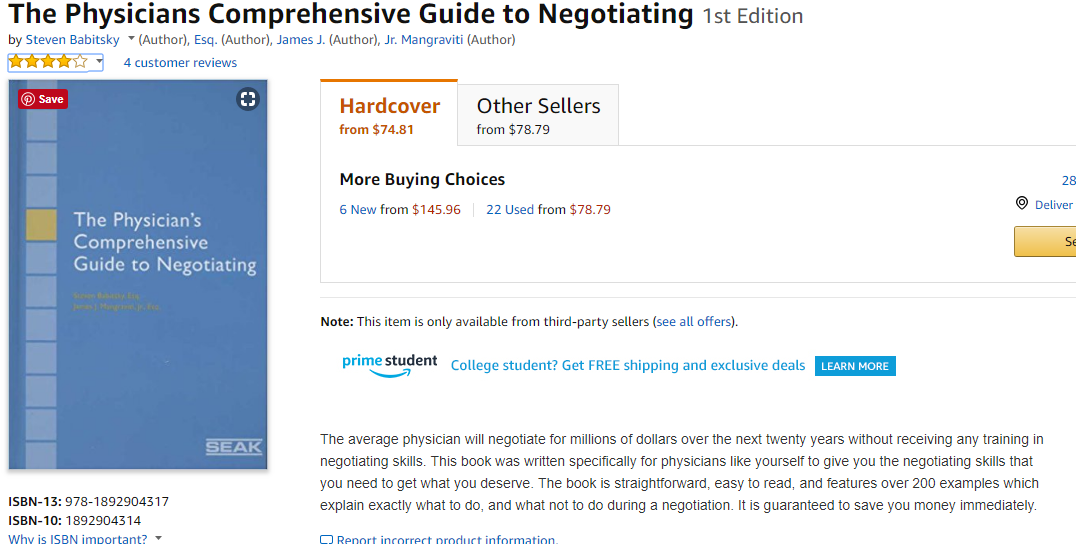 The Physicians Comprehensive Guide to Negotiating 1st Edition
by Steven Babitsky (Author), Esq. (Author), James J. (Author), Jr. Mangraviti (Author)
4 customer reviews
Save
The Physician's
Comprehensive
Guide to Negotiating
Steven Babitsky, Esq.
James J. Mangraviti, Jr., Esq.
SEAK
ISBN-13: 978-1892904317
ISBN-10: 1892904314
Why is ISBN important?
Hardcover
from $74.81
Other Sellers
from $78.79
More Buying Choices
6 New from $145.96 22 Used from $78.79
28
Deliver
Se
Note: This item is only available from third-party sellers (see all offers).
prime student
College student? Get FREE shipping and exclusive deals LEARN MORE
The average physician will negotiate for millions of dollars over the next twenty years without receiving any training in
negotiating skills. This book was written specifically for physicians like yourself to give you the negotiating skills that
you need to get what you deserve. The book is straightforward, easy to read, and features over 200 examples which
explain exactly what to do, and what not to do during a negotiation. It is guaranteed to save you money immediately.
Report incorrect product information.